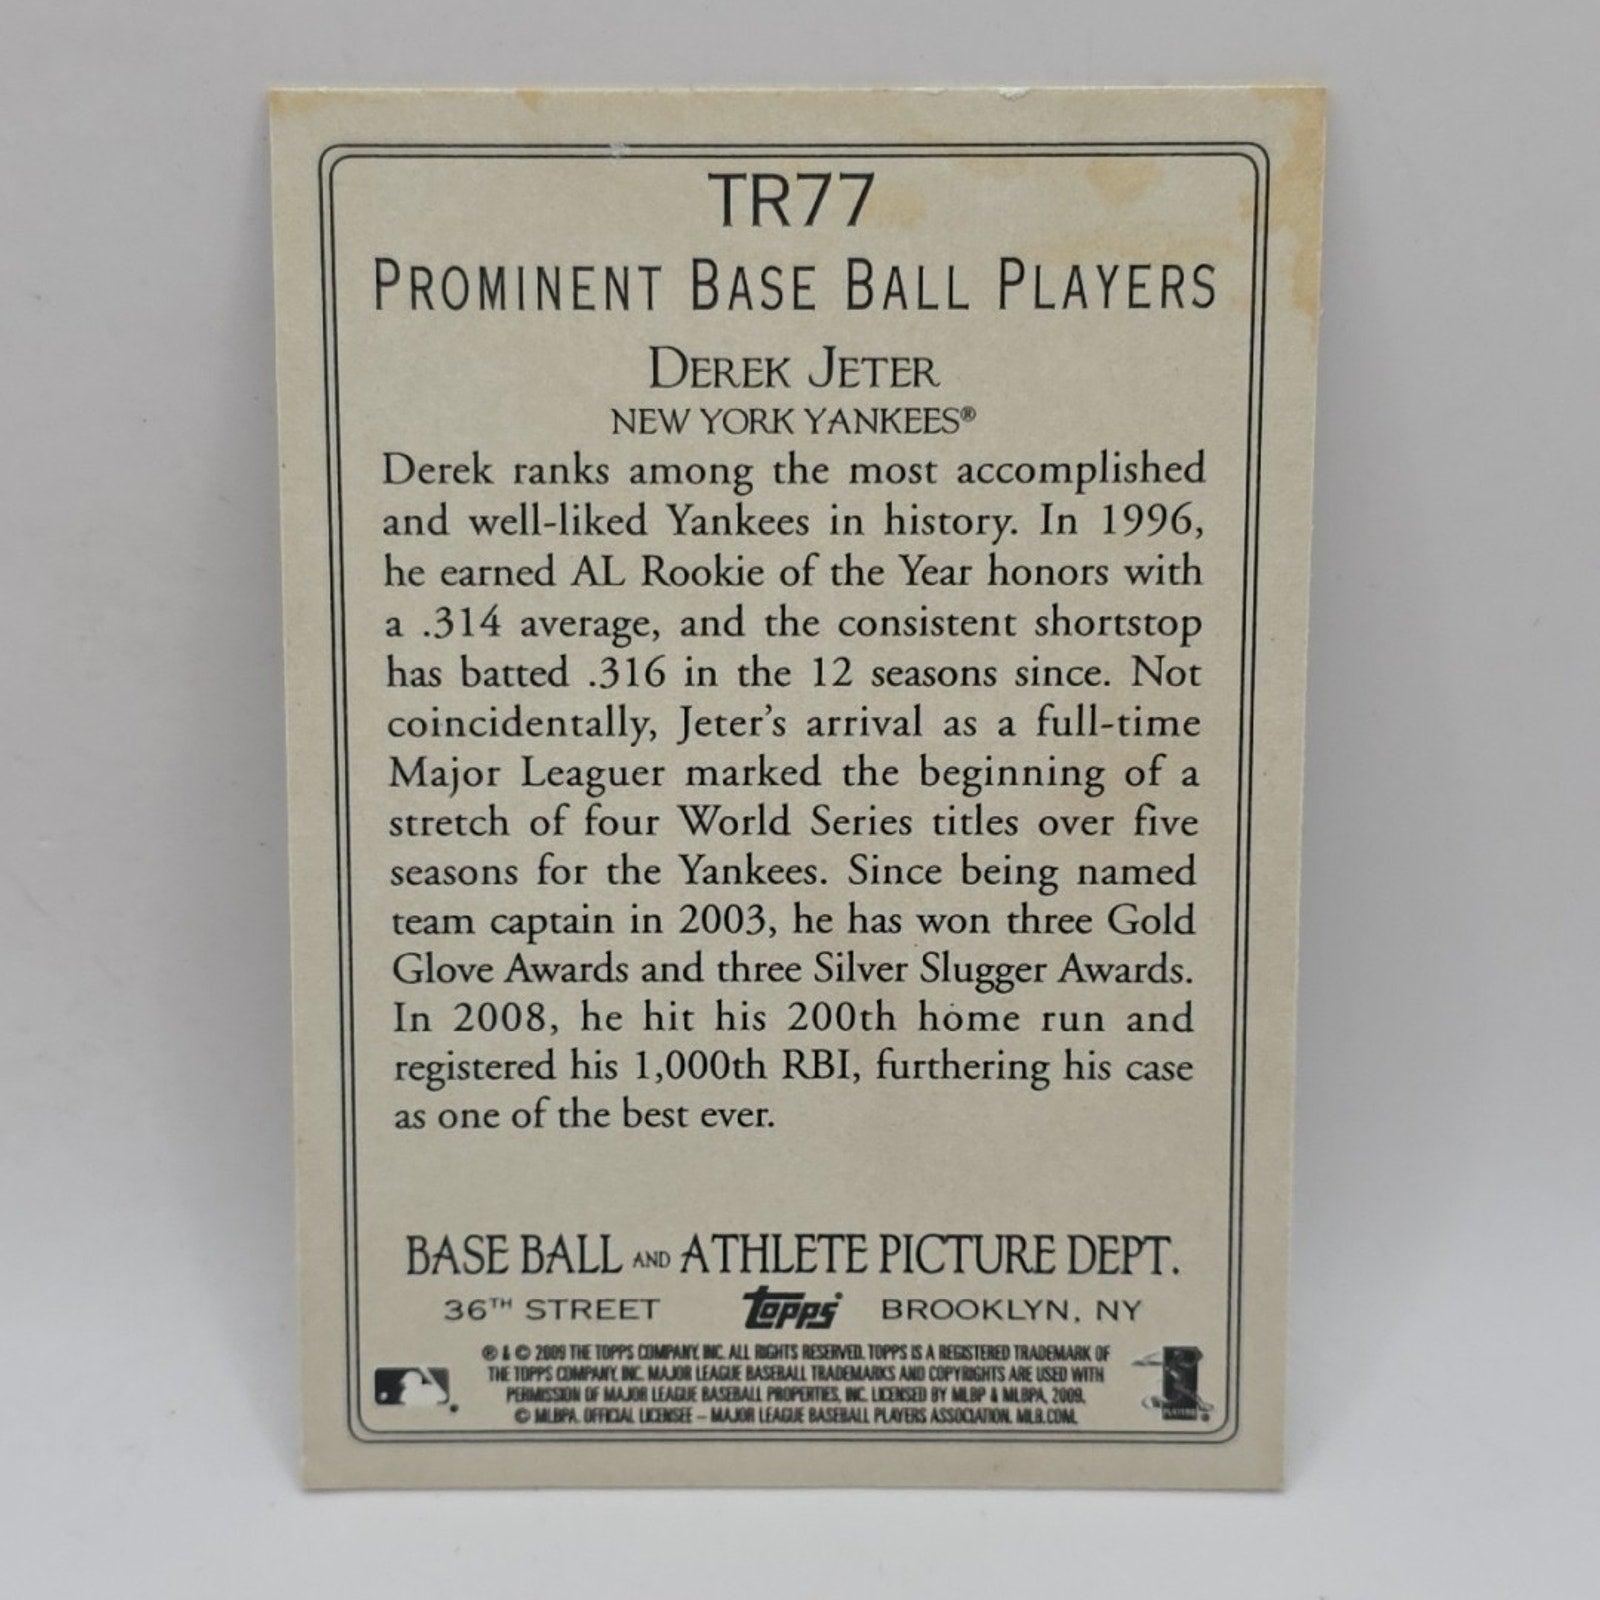 TR77
PROMINENT BASE BALL PLAYERS
DEREK JETER
NEW YORK YANKEES®
Derek ranks among the most accomplished
and well-liked Yankees in history. In 1996,
he earned AL Rookie of the Year honors with
a .314 average, and the consistent shortstop
has batted .316 in the 12 seasons since. Not
coincidentally, Jeter's arrival as a full-time
Major Leaguer marked the beginning of a
stretch of four World Series titles over five
seasons for the Yankees. Since being named
team captain in 2003, he has won three Gold
Glove Awards and three Silver Slugger Awards.
In 2008, he hit his 200th home run and
registered his 1,000th RBI, furthering his case
as one of the best ever.
BASE BALL AND ATHLETE PICTURE DEPT.
36TH STREET Topps BROOKLYN, NY
® & © 2009 THE TOPPS COMPANY, INC. ALL RIGHTS RESERVED. TOPPS IS A REGISTERED TRADEMARK OF
THE TOPPS COMPANY, INC. MAJOR LEAGUE BASEBALL TRADEMARKS AND COPYRIGHTS ARE USED WITH
PERMISSION OF MAJOR LEAGUE BASEBALL PROPERTIES, INC. LICENSED BY MLBP & MLBPA, 2009.
© MLBPA. OFFICIAL LICENSEE – MAJOR LEAGUE BASEBALL PLAYERS ASSOCIATION. MLB.COM.
PLAYERS